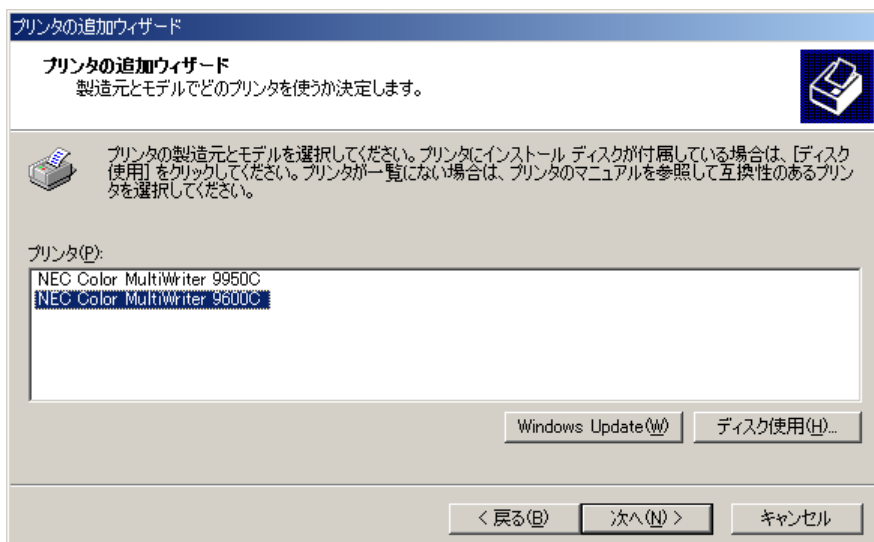 プリンタの追加ウィザード
プリンタの追加ウィザード
製造元とモデルでどのプリンタを使うか決定します。
プリンタの製造元とモデルを選択してください。プリンタにインストール ディスクが付属している場合は、[ディスク
使用] をクリックしてください。プリンタが一覧にない場合は、プリンタのマニュアルを参照して互換性のあるプリン
タを選択してください。
プリンタ(P):
NEC Color MultiWriter 9950C
NEC Color MultiWriter 9600C
Windows Update(W)
ディスク使用(H)...
< 戻る(B)
次へ(N) >
キャンセル